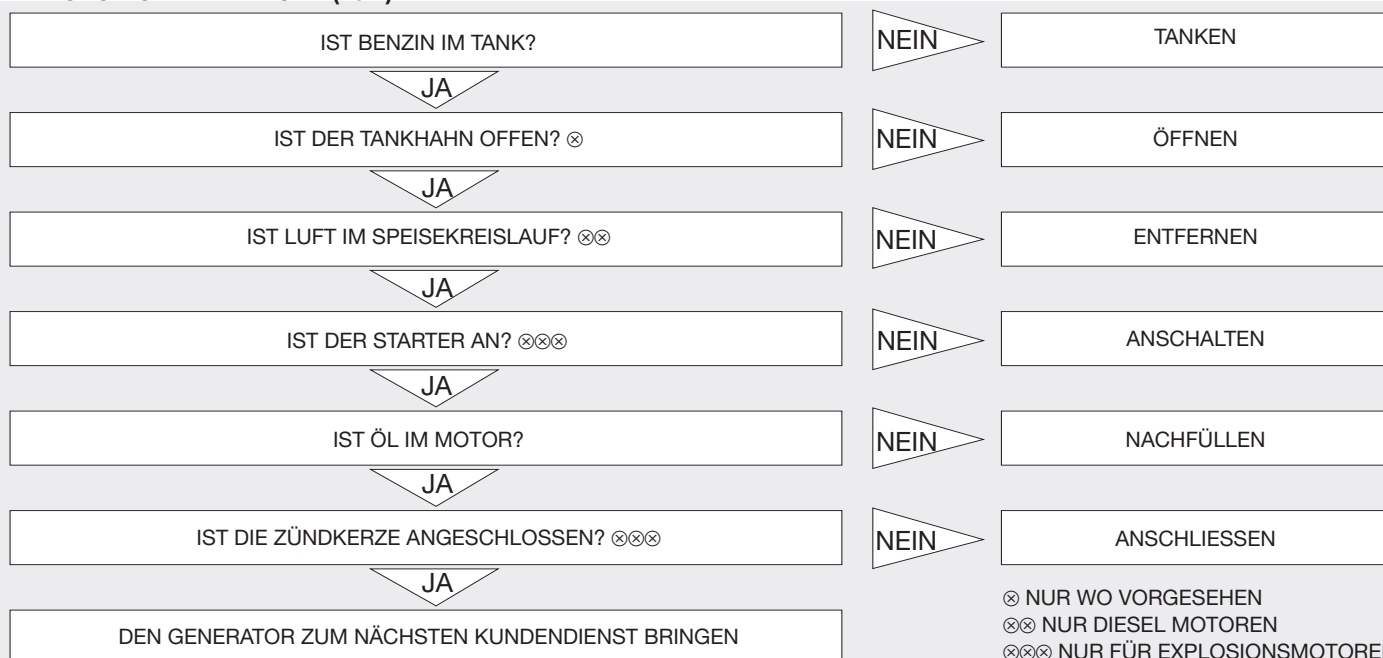 IST BENZIN IM TANK?
NEIN
TANKEN
JA
IST DER TANKHAHN OFFEN? ⊗
NEIN
ÖFFNEN
JA
IST LUFT IM SPEISEKREISLAUF? ⊗⊗
NEIN
ENTFERNEN
JA
IST DER STARTER AN? ⊗⊗⊗
NEIN
ANSCHALTEN
JA
IST ÖL IM MOTOR?
NEIN
NACHFÜLLEN
JA
IST DIE ZÜNDKERZE ANGESCHLOSSEN? ⊗⊗⊗
NEIN
ANSCHLIESSEN
JA
DEN GENERATOR ZUM NÄCHSTEN KUNDENDIENST BRINGEN
⊗ NUR WO VORGESEHEN
⊗⊗ NUR DIESEL MOTOREN
⊗⊗⊗ NUR FÜR EXPLOSIONSMOTORE